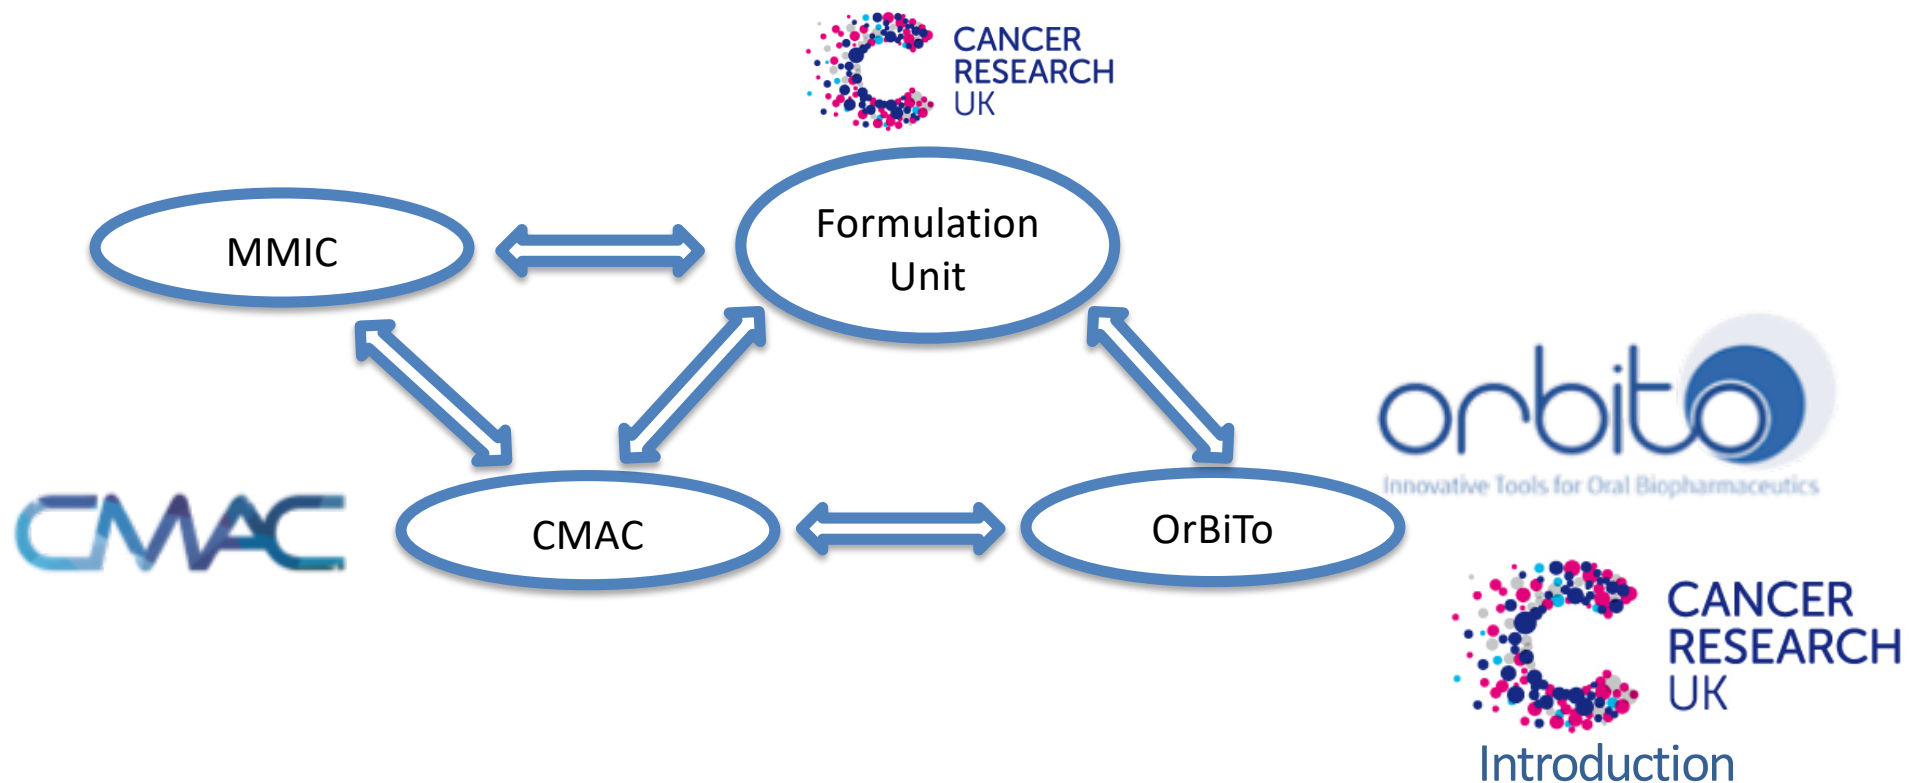 CANCER
RESEARCH
UK
MMIC
Formulation
Unit
orbito
Innovative Tools for Oral Biopharmaceutics
CMAC
CMAC
OrBiTo
CANCER
RESEARCH
UK
Introduction